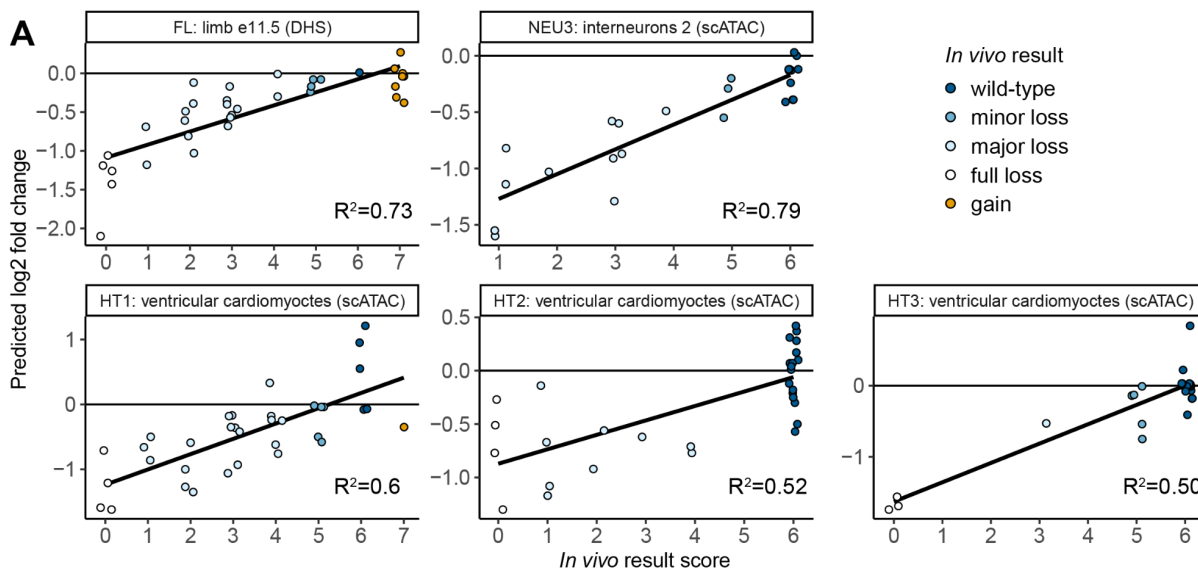 A
FL: limb e11.5 (DHS)
NEU3: interneurons 2 (scATAC)
In vivo result
wild-type
minor loss
major loss
full loss
gain
Predicted log2 fold change
0.0
−0.5
−1.0
−1.5
−2.0
R²=0.73
0 1 2 3 4 5 6 7
0.0
−0.5
−1.0
−1.5
R²=0.79
1 2 3 4 5 6
HT1: ventricular cardiomyoctes (scATAC)
HT2: ventricular cardiomyoctes (scATAC)
HT3: ventricular cardiomyoctes (scATAC)
1
0
−1
R²=0.6
0 1 2 3 4 5 6 7
0.5
0.0
−0.5
−1.0
R²=0.52
0 1 2 3 4 5 6
0
−1
R²=0.50
0 1 2 3 4 5 6
In vivo result score